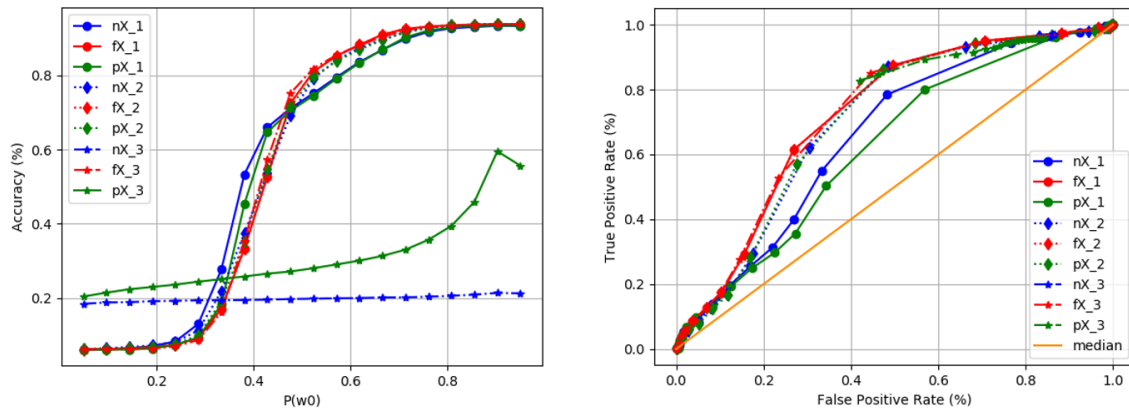 nX_1
fX_1
pX_1
nX_2
fX_2
pX_2
nX_3
fX_3
pX_3
Accuracy (%)
0.8
0.6
0.4
0.2
0.2
0.4
0.6
0.8
P(w0)
True Positive Rate (%)
1.0
0.8
0.6
0.4
0.2
0.0
nX_1
fX_1
pX_1
nX_2
fX_2
pX_2
nX_3
fX_3
pX_3
median
0.0
0.2
0.4
0.6
0.8
1.0
False Positive Rate (%)